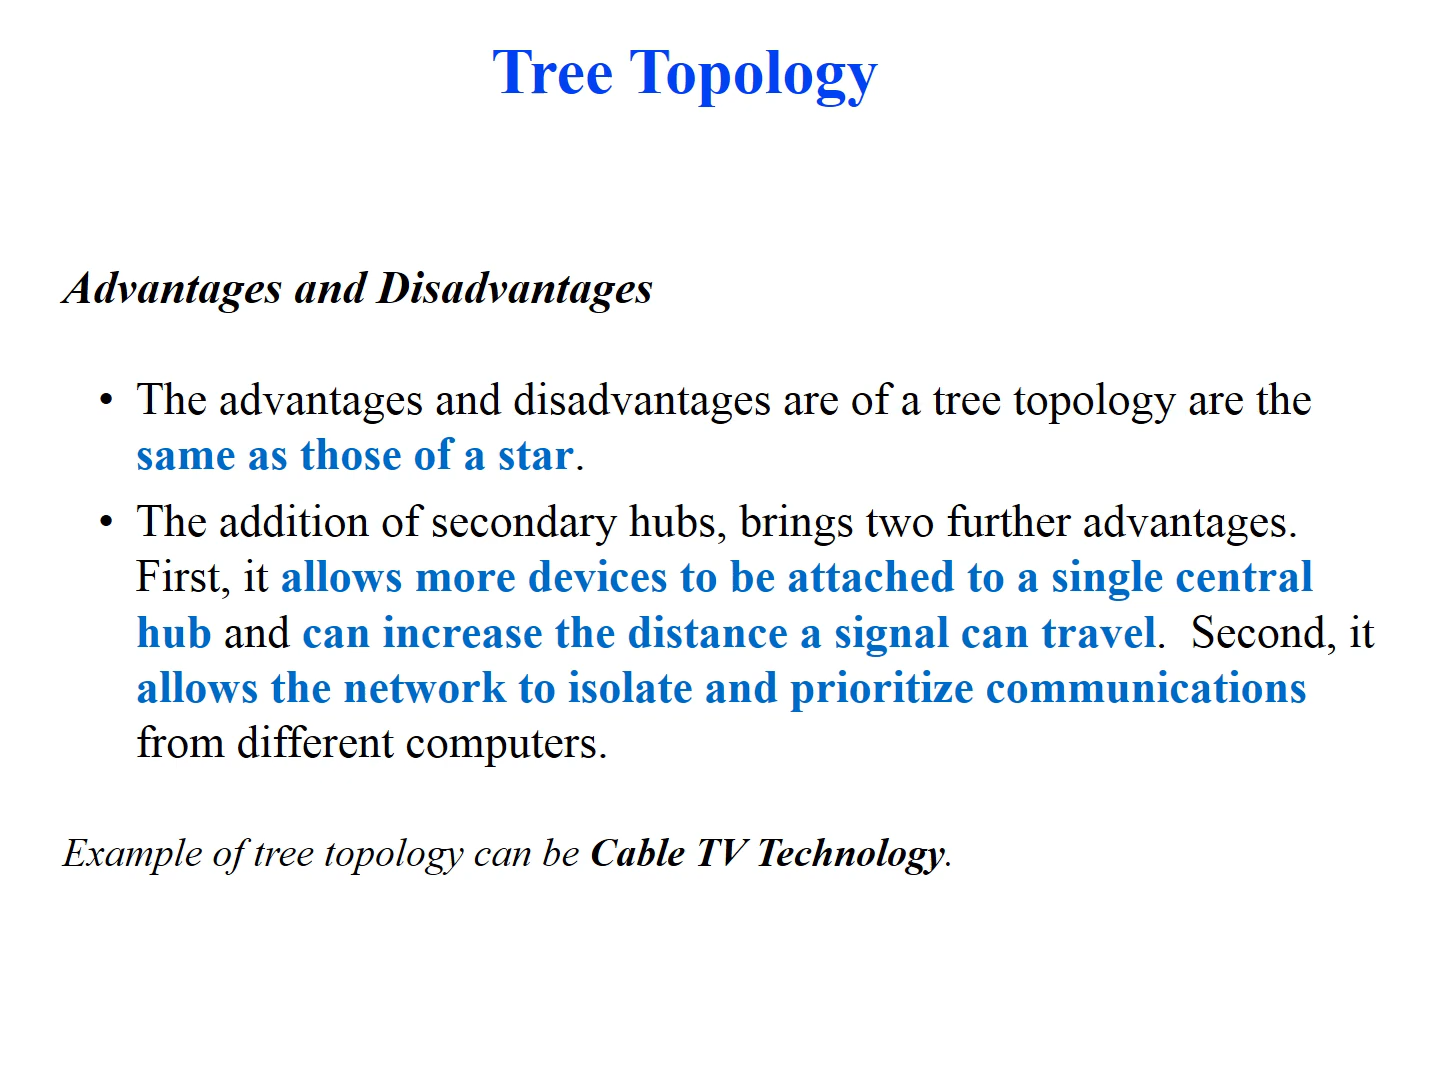 Tree Topology
Advantages and Disadvantages
• The advantages and disadvantages are of a tree topology are the
same as those of a star.
• The addition of secondary hubs, brings two further advantages.
First, it allows more devices to be attached to a single central
hub and can increase the distance a signal can travel.  Second, it
allows the network to isolate and prioritize communications
from different computers.
Example of tree topology can be Cable TV Technology.